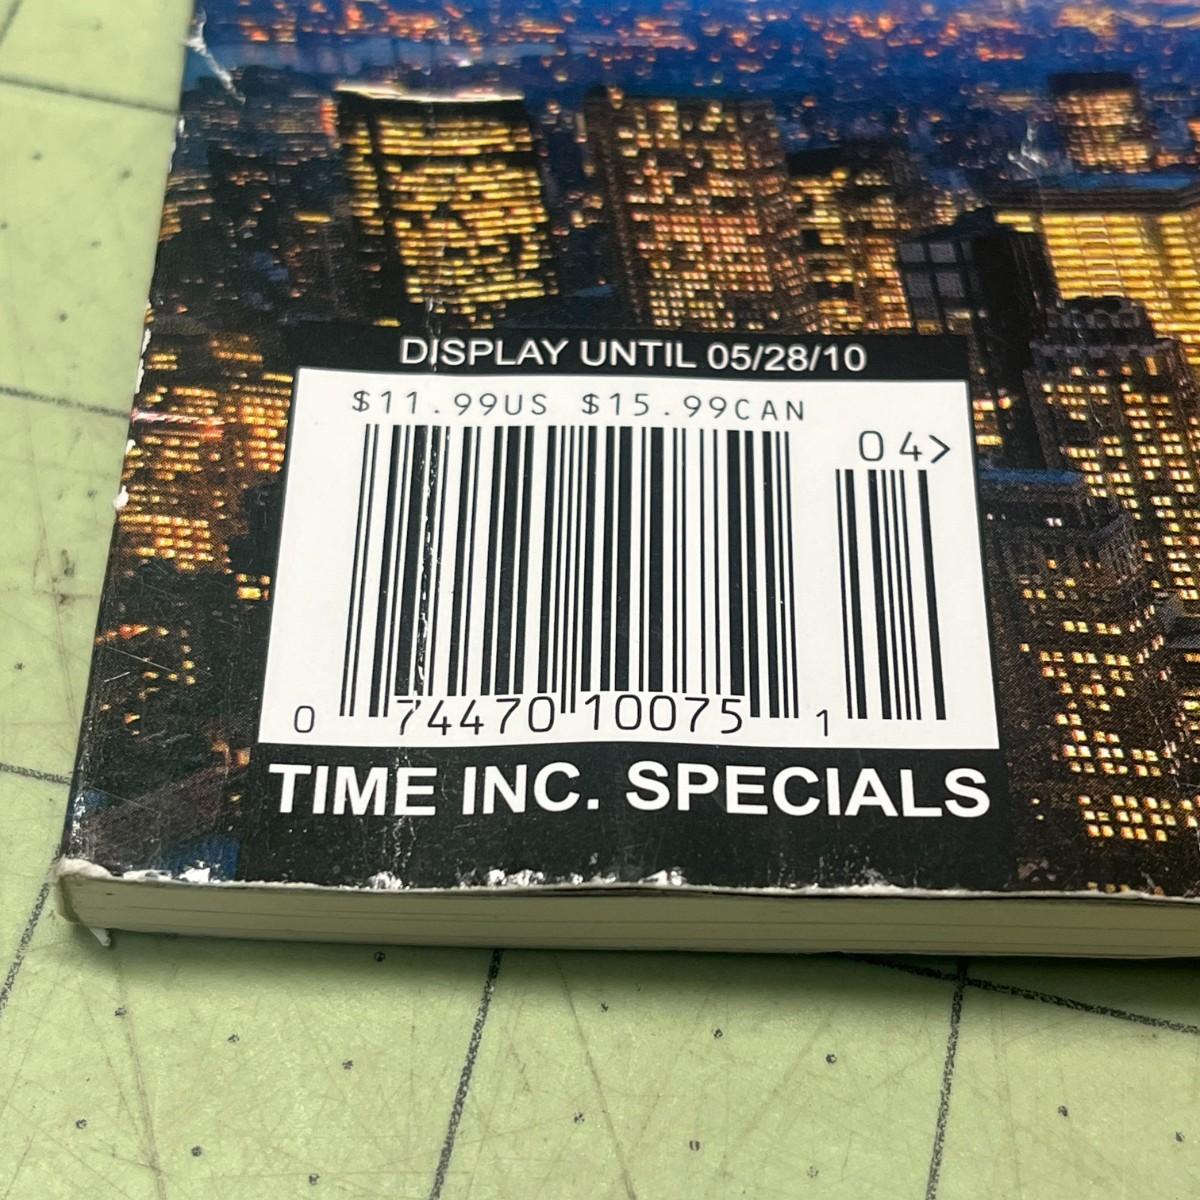 DISPLAY UNTIL 05/28/10
$11.99US $15.99CAN
04>
0 74470 10075 1
TIME INC. SPECIALS